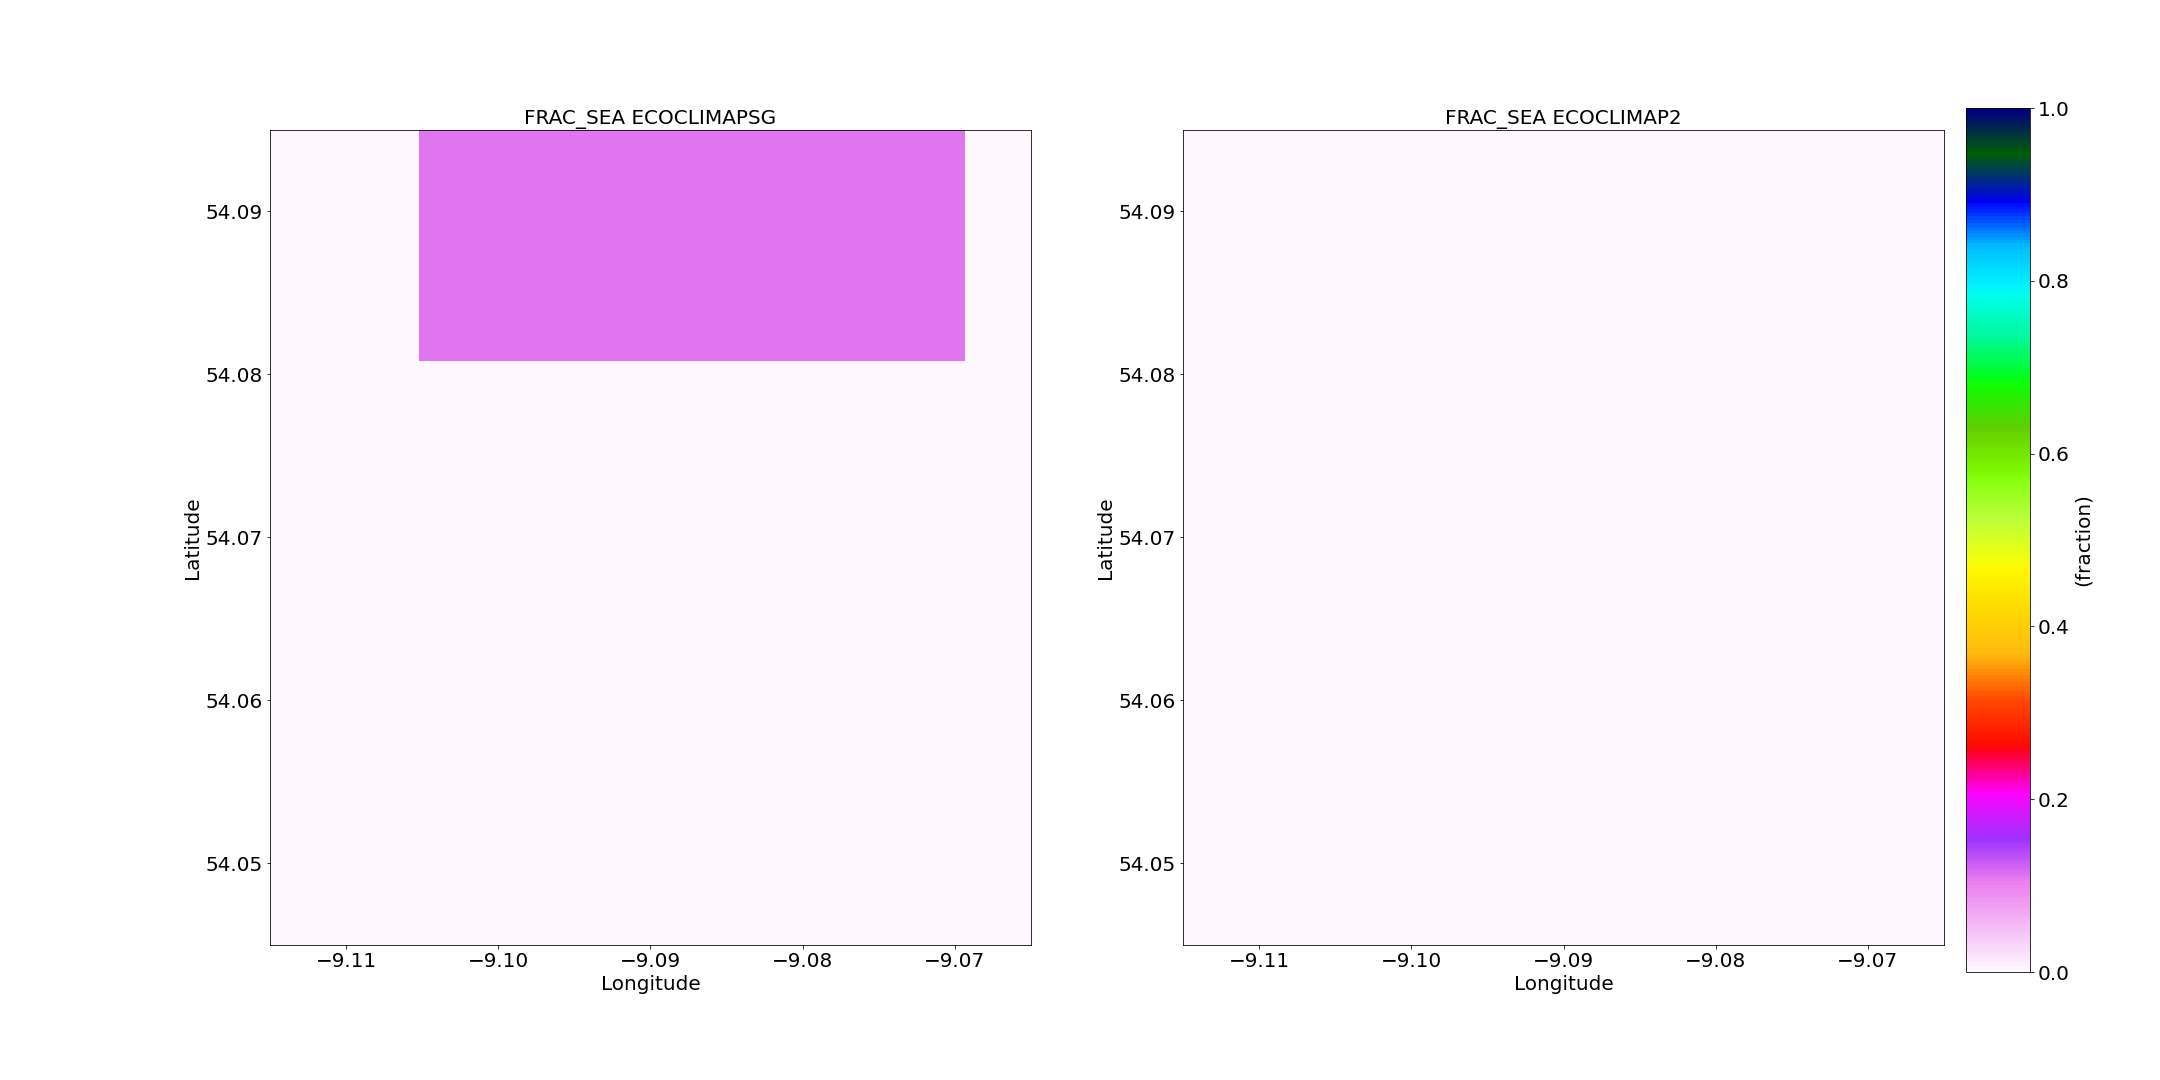 FRAC_SEA ECOCLIMAPSG
54.09
54.08
54.07
54.06
54.05
Latitude
−9.11 −9.10 −9.09 −9.08 −9.07
Longitude
FRAC_SEA ECOCLIMAP2
54.09
54.08
54.07
54.06
54.05
Latitude
−9.11 −9.10 −9.09 −9.08 −9.07
Longitude
1.0
0.8
0.6
0.4
0.2
0.0
(fraction)